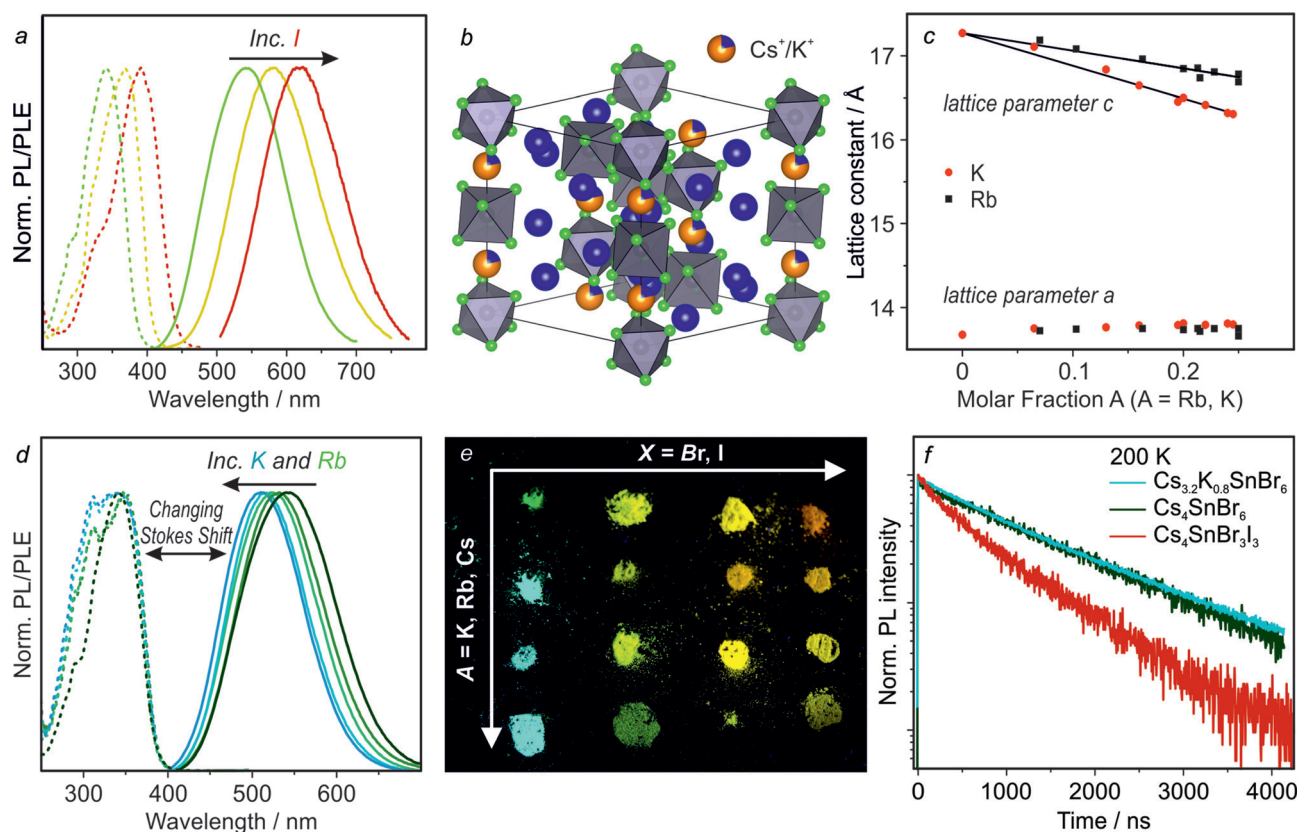 a
Inc. I
Norm. PL/PLE
300 400 500 600 700
Wavelength / nm
b
Cs⁺/K⁺
c
17
16
15
14
Lattice constant / Å
lattice parameter c
K
Rb
lattice parameter a
0 0.1 0.2
Molar Fraction A (A = Rb, K)
d
Inc. K and Rb
Changing
Stokes Shift
Norm. PL/PLE
300 400 500 600
Wavelength / nm
e
X = Br, I
A = K, Rb, Cs
f
200 K
Cs₃.₂K₀.₈SnBr₆
Cs₄SnBr₆
Cs₄SnBr₃I₃
Norm. PL intensity
0 1000 2000 3000 4000
Time / ns